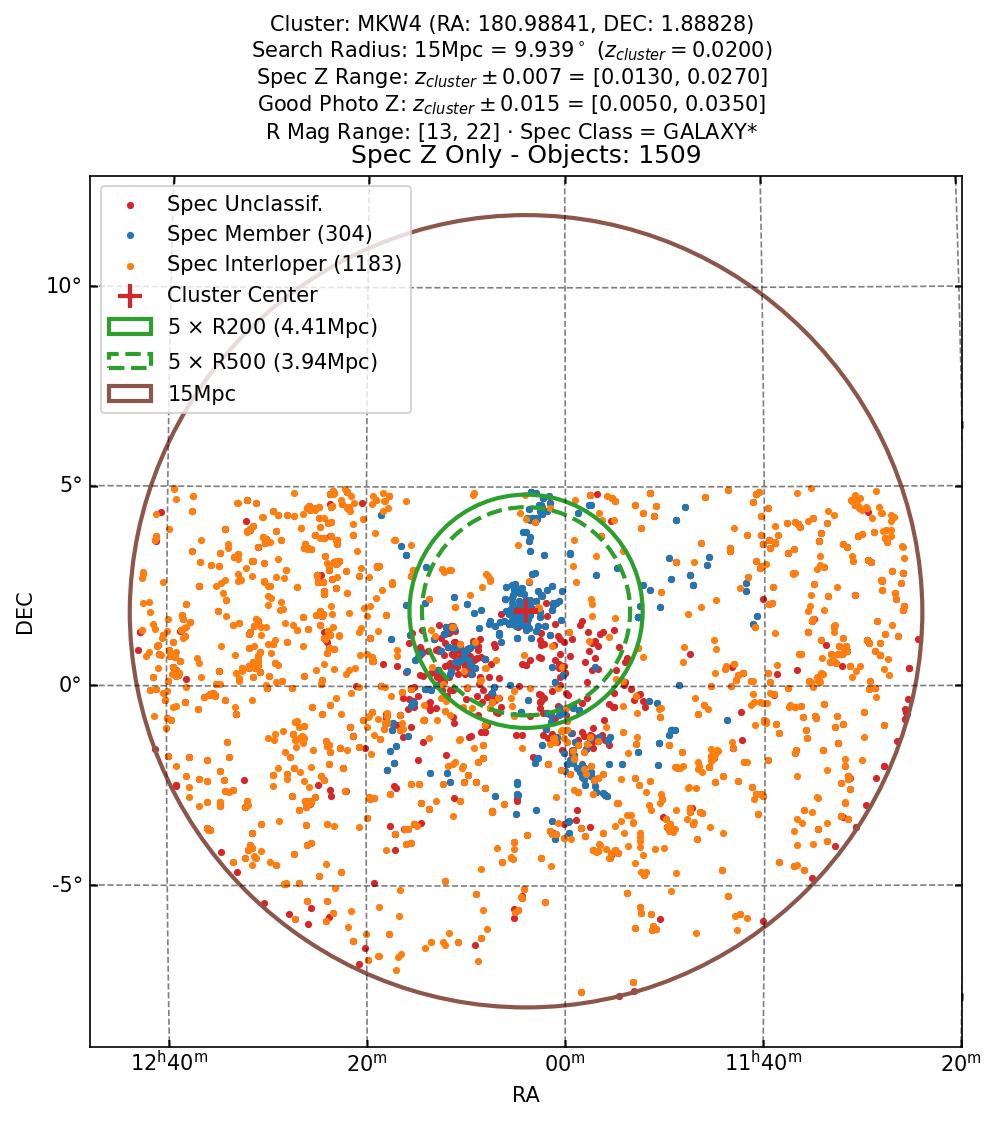 Cluster: MKW4 (RA: 180.98841, DEC: 1.88828)
Search Radius: 15Mpc = 9.939° (z_cluster = 0.0200)
Spec Z Range: z_cluster ± 0.007 = [0.0130, 0.0270]
Good Photo Z: z_cluster ± 0.015 = [0.0050, 0.0350]
R Mag Range: [13, 22] · Spec Class = GALAXY*
Spec Z Only - Objects: 1509
Spec Unclassif.
Spec Member (304)
Spec Interloper (1183)
Cluster Center
5 × R200 (4.41Mpc)
5 × R500 (3.94Mpc)
15Mpc
10°
5°
0°
-5°
DEC
12h40m 20m 00m 11h40m 20m
RA